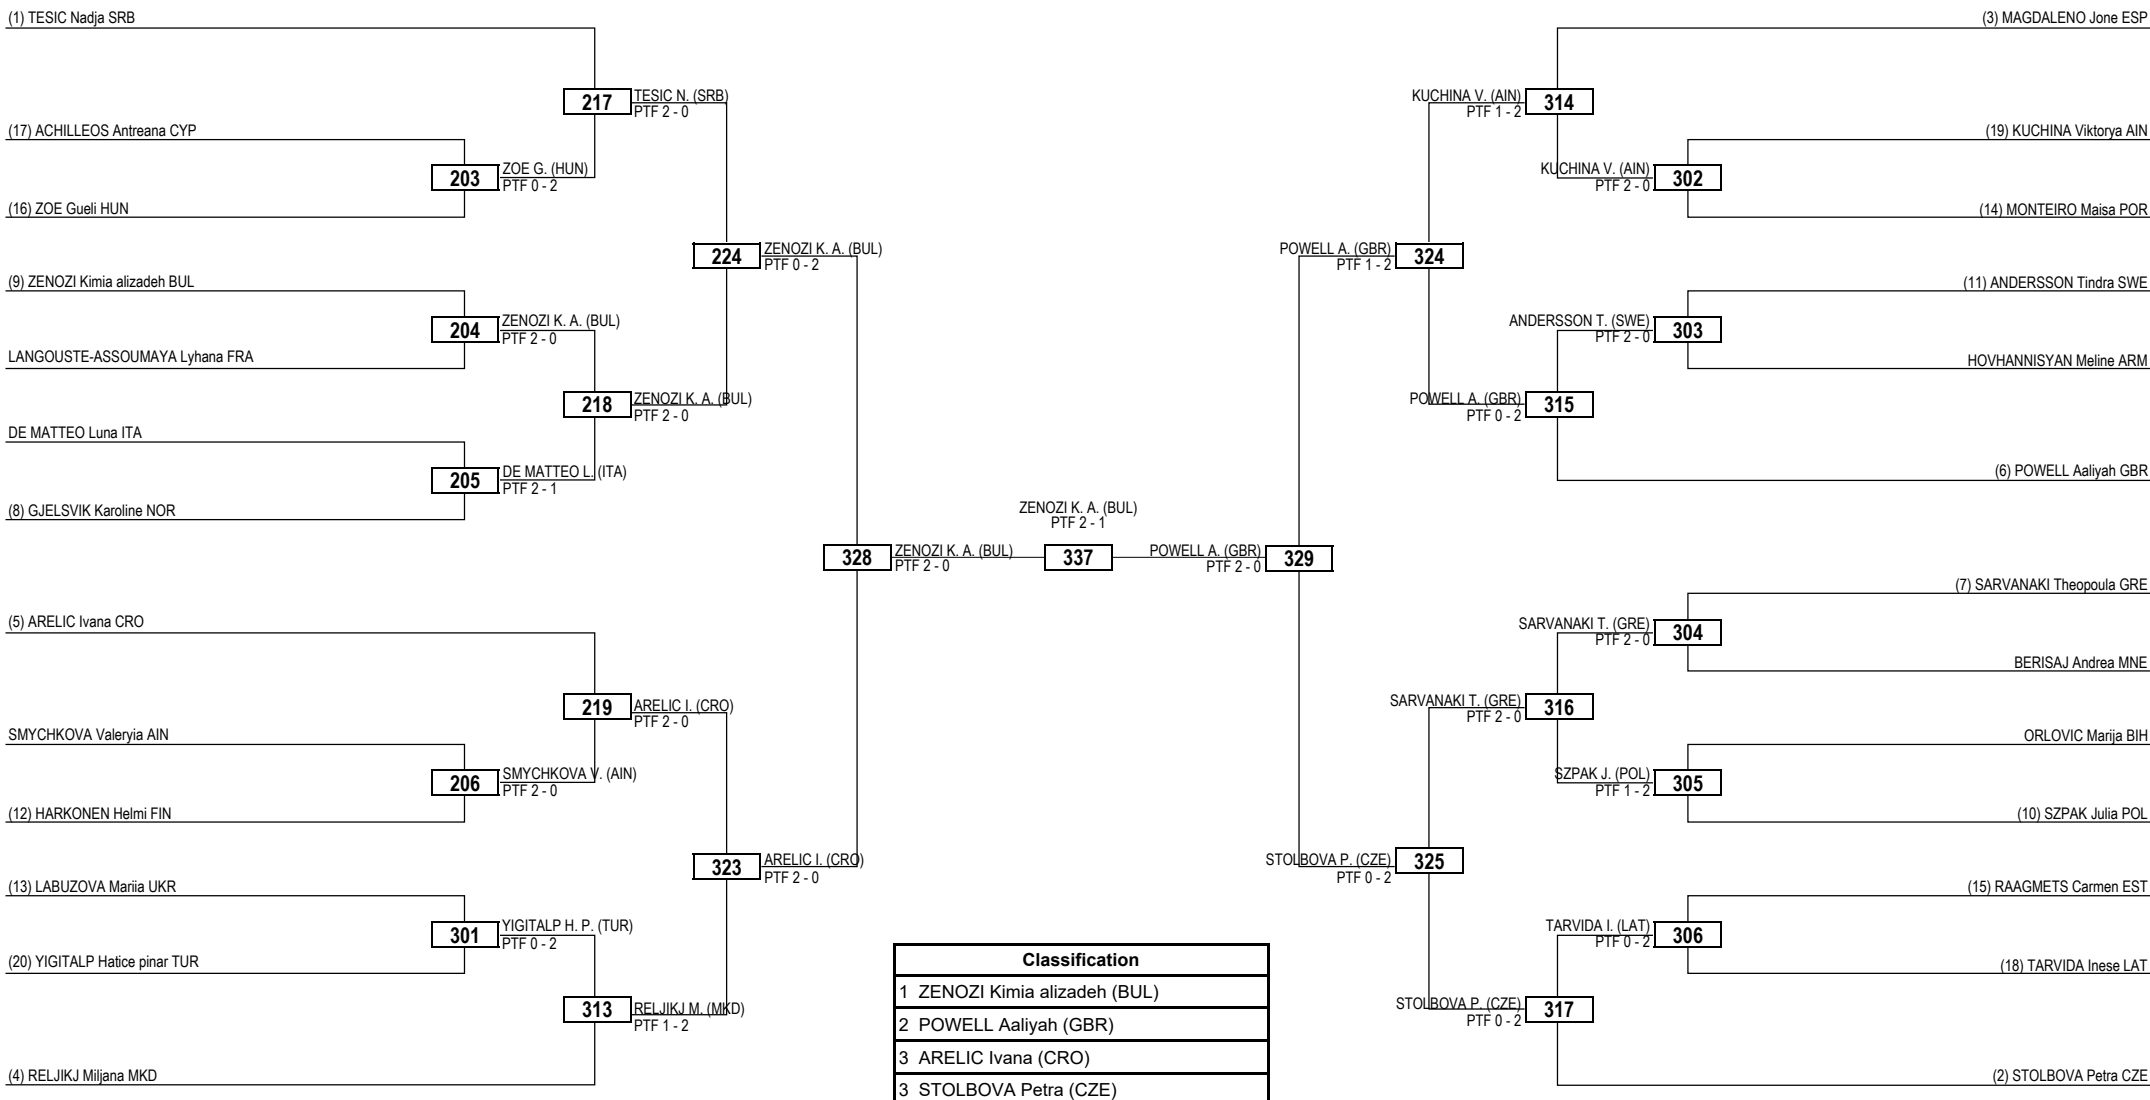 (1) TESIC Nadja SRB
217
TESIC N. (SRB)
PTF 2 - 0
(17) ACHILLEOS Antreana CYP
203
ZOE G. (HUN)
PTF 0 - 2
(16) ZOE Gueli HUN
224
ZENOZI K. A. (BUL)
PTF 0 - 2
(9) ZENOZI Kimia alizadeh BUL
204
ZENOZI K. A. (BUL)
PTF 2 - 0
LANGOUSTE-ASSOUMAYA Lyhana FRA
218
ZENOZI K. A. (BUL)
PTF 2 - 0
DE MATTEO Luna ITA
205
DE MATTEO L. (ITA)
PTF 2 - 1
(8) GJELSVIK Karoline NOR
328
ZENOZI K. A. (BUL)
PTF 2 - 0
(5) ARELIC Ivana CRO
219
ARELIC I. (CRO)
PTF 2 - 0
SMYCHKOVA Valeryia AIN
206
SMYCHKOVA V. (AIN)
PTF 2 - 0
(12) HARKONEN Helmi FIN
323
ARELIC I. (CRO)
PTF 2 - 0
(13) LABUZOVA Mariia UKR
301
YIGITALP H. P. (TUR)
PTF 0 - 2
(20) YIGITALP Hatice pinar TUR
313
RELJIKJ M. (MKD)
PTF 1 - 2
(4) RELJIKJ Miljana MKD
ZENOZI K. A. (BUL)
PTF 2 - 1
337
(3) MAGDALENO Jone ESP
KUCHINA V. (AIN)
PTF 1 - 2
314
(19) KUCHINA Viktorya AIN
KUCHINA V. (AIN)
PTF 2 - 0
302
(14) MONTEIRO Maisa POR
POWELL A. (GBR)
PTF 1 - 2
324
(11) ANDERSSON Tindra SWE
ANDERSSON T. (SWE)
PTF 2 - 0
303
HOVHANNISYAN Meline ARM
POWELL A. (GBR)
PTF 0 - 2
315
(6) POWELL Aaliyah GBR
POWELL A. (GBR)
PTF 2 - 0
329
(7) SARVANAKI Theopoula GRE
SARVANAKI T. (GRE)
PTF 2 - 0
304
BERISAJ Andrea MNE
SARVANAKI T. (GRE)
PTF 2 - 0
316
ORLOVIC Marija BIH
SZPAK J. (POL)
PTF 1 - 2
305
(10) SZPAK Julia POL
STOLBOVA P. (CZE)
PTF 0 - 2
325
(15) RAAGMETS Carmen EST
TARVIDA I. (LAT)
PTF 0 - 2
306
(18) TARVIDA Inese LAT
STOLBOVA P. (CZE)
PTF 0 - 2
317
(2) STOLBOVA Petra CZE
Classification
1 ZENOZI Kimia alizadeh (BUL)
2 POWELL Aaliyah (GBR)
3 ARELIC Ivana (CRO)
3 STOLBOVA Petra (CZE)